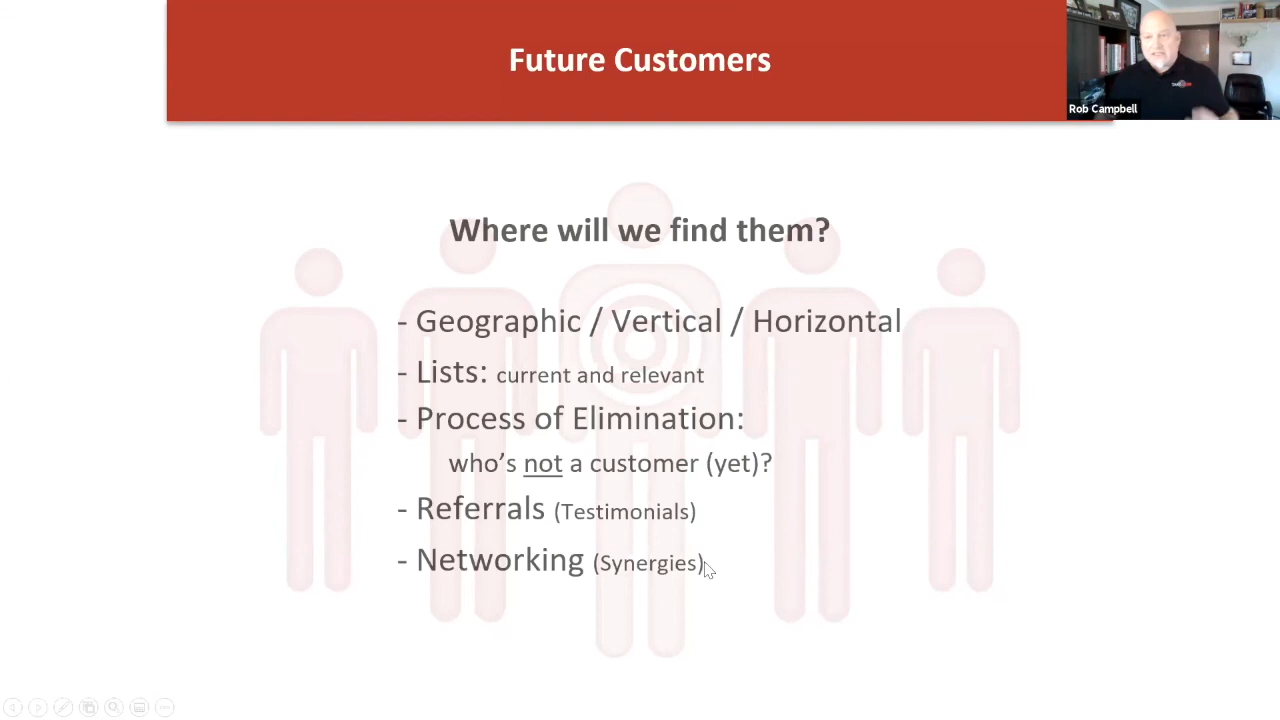 Future Customers
Rob Campbell
Where will we find them?
- Geographic / Vertical / Horizontal
- Lists: current and relevant
- Process of Elimination:
who's not a customer (yet)?
- Referrals (Testimonials)
- Networking (Synergies)